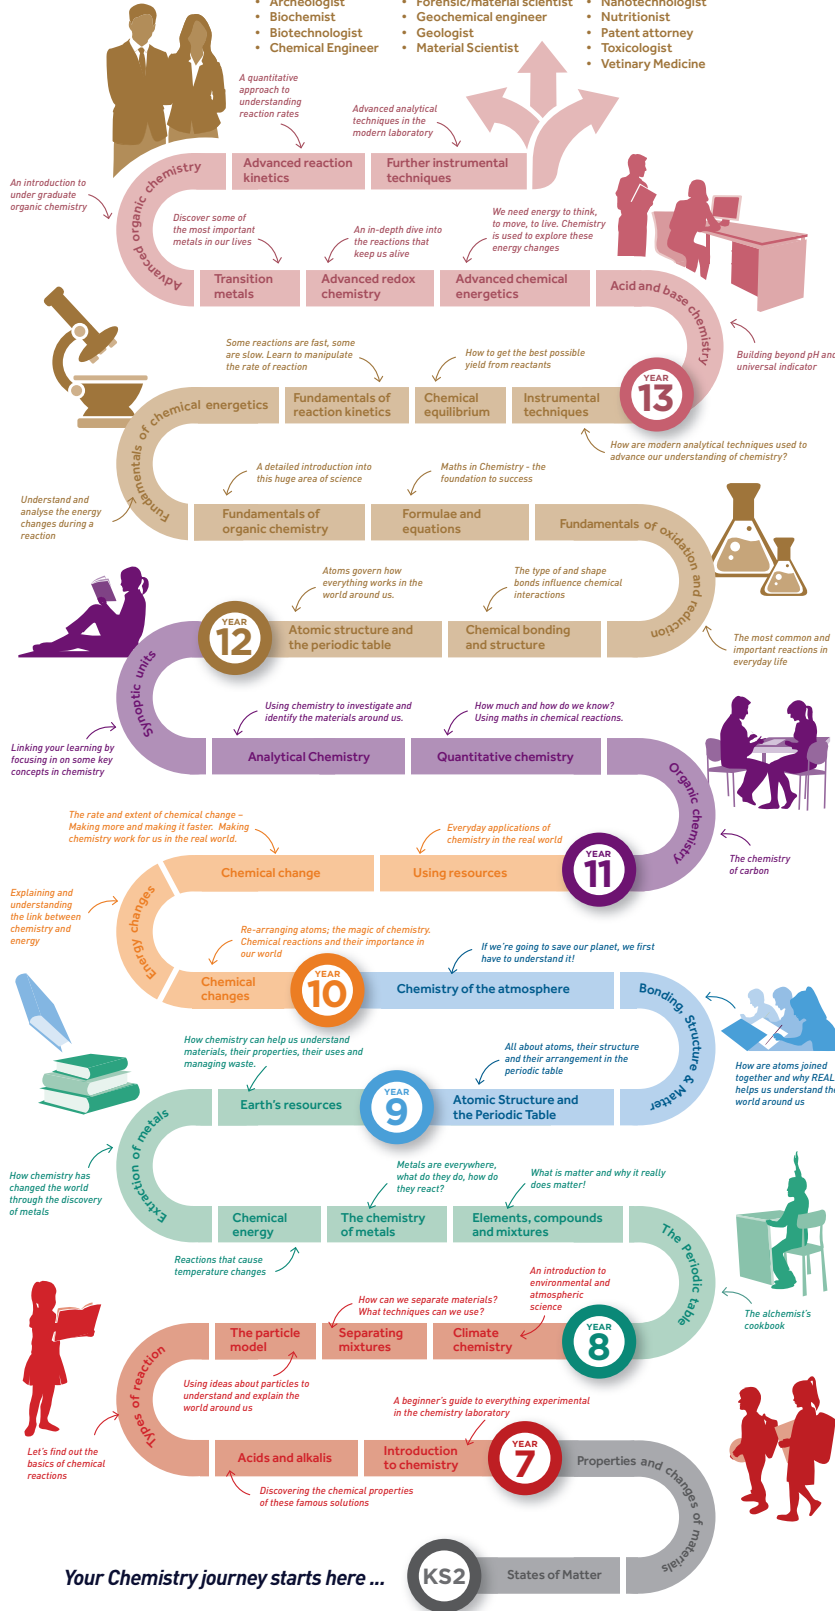 • Archeologist
• Biochemist
• Biotechnologist
• Chemical Engineer
• Forensic/material scientist
• Geochemical engineer
• Geologist
• Material Scientist
• Nanotechnologist
• Nutritionist
• Patent attorney
• Toxicologist
• Vetinary Medicine
A quantitative
approach to
understanding
reaction rates
Advanced analytical
techniques in the
modern laboratory
An introduction to
under graduate
organic chemistry
Advanced organic chemistry
Advanced reaction
kinetics
Further instrumental
techniques
Discover some of
the most important
metals in our lives
An in-depth dive into
the reactions that
keep us alive
We need energy to think,
to move, to live. Chemistry
is used to explore these
energy changes
Transition
metals
Advanced redox
chemistry
Advanced chemical
energetics
Acid and base chemistry
Building beyond pH and
universal indicator
YEAR
13
Some reactions are fast, some
are slow. Learn to manipulate
the rate of reaction
How to get the best possible
yield from reactants
Fundamentals of chemical energetics
Fundamentals of
reaction kinetics
Chemical
equilibrium
Instrumental
techniques
How are modern analytical techniques used to
advance our understanding of chemistry?
Understand and
analyse the energy
changes during a
reaction
A detailed introduction into
this huge area of science
Maths in Chemistry - the
foundation to success
Fundamentals of
organic chemistry
Formulae and
equations
Fundamentals of oxidation and reduction
The most common and
important reactions in
everyday life
Atoms govern how
everything works in the
world around us.
The type of and shape
bonds influence chemical
interactions
YEAR
12
Atomic structure and
the periodic table
Chemical bonding
and structure
Synoptic units
Linking your learning by
focusing in on some key
concepts in chemistry
Using chemistry to investigate and
identify the materials around us.
How much and how do we know?
Using maths in chemical reactions.
Analytical Chemistry
Quantitative chemistry
Organic chemistry
The chemistry
of carbon
The rate and extent of chemical change –
Making more and making it faster. Making
chemistry work for us in the real world.
Everyday applications of
chemistry in the real world
YEAR
11
Chemical change
Using resources
Explaining and
understanding
the link between
chemistry and
energy
Energy changes
Re-arranging atoms; the magic of chemistry.
Chemical reactions and their importance in
our world
Chemical
changes
YEAR
10
If we're going to save our planet, we first
have to understand it!
Chemistry of the atmosphere
Bonding, Structure & Matter
How are atoms joined
together and why REAL
helps us understand the
world around us
How chemistry can help us understand
materials, their properties, their uses and
managing waste.
All about atoms, their structure
and their arrangement in the
periodic table
Earth's resources
YEAR
9
Atomic Structure and
the Periodic Table
Extraction of metals
How chemistry has
changed the world
through the discovery
of metals
Metals are everywhere,
what do they do, how do
they react?
What is matter and why it really
does matter!
Chemical
energy
The chemistry
of metals
Elements, compounds
and mixtures
The Periodic table
Reactions that cause
temperature changes
The alchemist's
cookbook
An introduction to
environmental and
atmospheric
science
How can we separate materials?
What techniques can we use?
YEAR
8
The particle
model
Separating
mixtures
Climate
chemistry
Types of reaction
Using ideas about particles to
understand and explain the
world around us
Let's find out the
basics of chemical
reactions
A beginner's guide to everything experimental
in the chemistry laboratory
Acids and alkalis
Introduction
to chemistry
YEAR
7
Properties and changes of materials
Discovering the chemical properties
of these famous solutions
Your Chemistry journey starts here ...
KS2
States of Matter